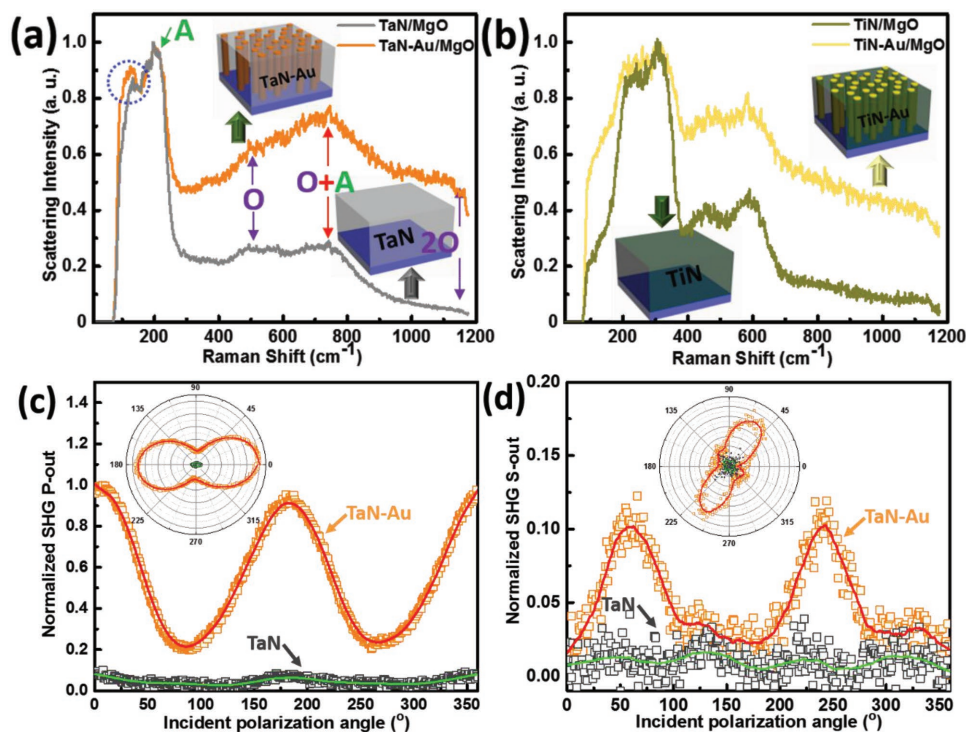 (a)
TaN/MgO
TaN-Au/MgO
A
TaN-Au
O
O+A
TaN
2O
Scattering Intensity (a. u.)
1.0
0.8
0.6
0.4
0.2
0.0
200 400 600 800 1000 1200
Raman Shift (cm⁻¹)
(b)
TiN/MgO
TiN-Au/MgO
TiN-Au
TiN
Scattering Intensity (a. u.)
1.0
0.8
0.6
0.4
0.2
0.0
200 400 600 800 1000 1200
Raman Shift (cm⁻¹)
(c)
90
135 45
180 0
225 315
270
TaN-Au
TaN
Normalized SHG P-out
1.4
1.2
1.0
0.8
0.6
0.4
0.2
0.0
0 50 100 150 200 250 300 350
Incident polarization angle (°)
(d)
90
135 45
180 0
225 315
270
TaN-Au
TaN
Normalized SHG S-out
0.20
0.15
0.10
0.05
0.00
0 50 100 150 200 250 300 350
Incident polarization angle (°)